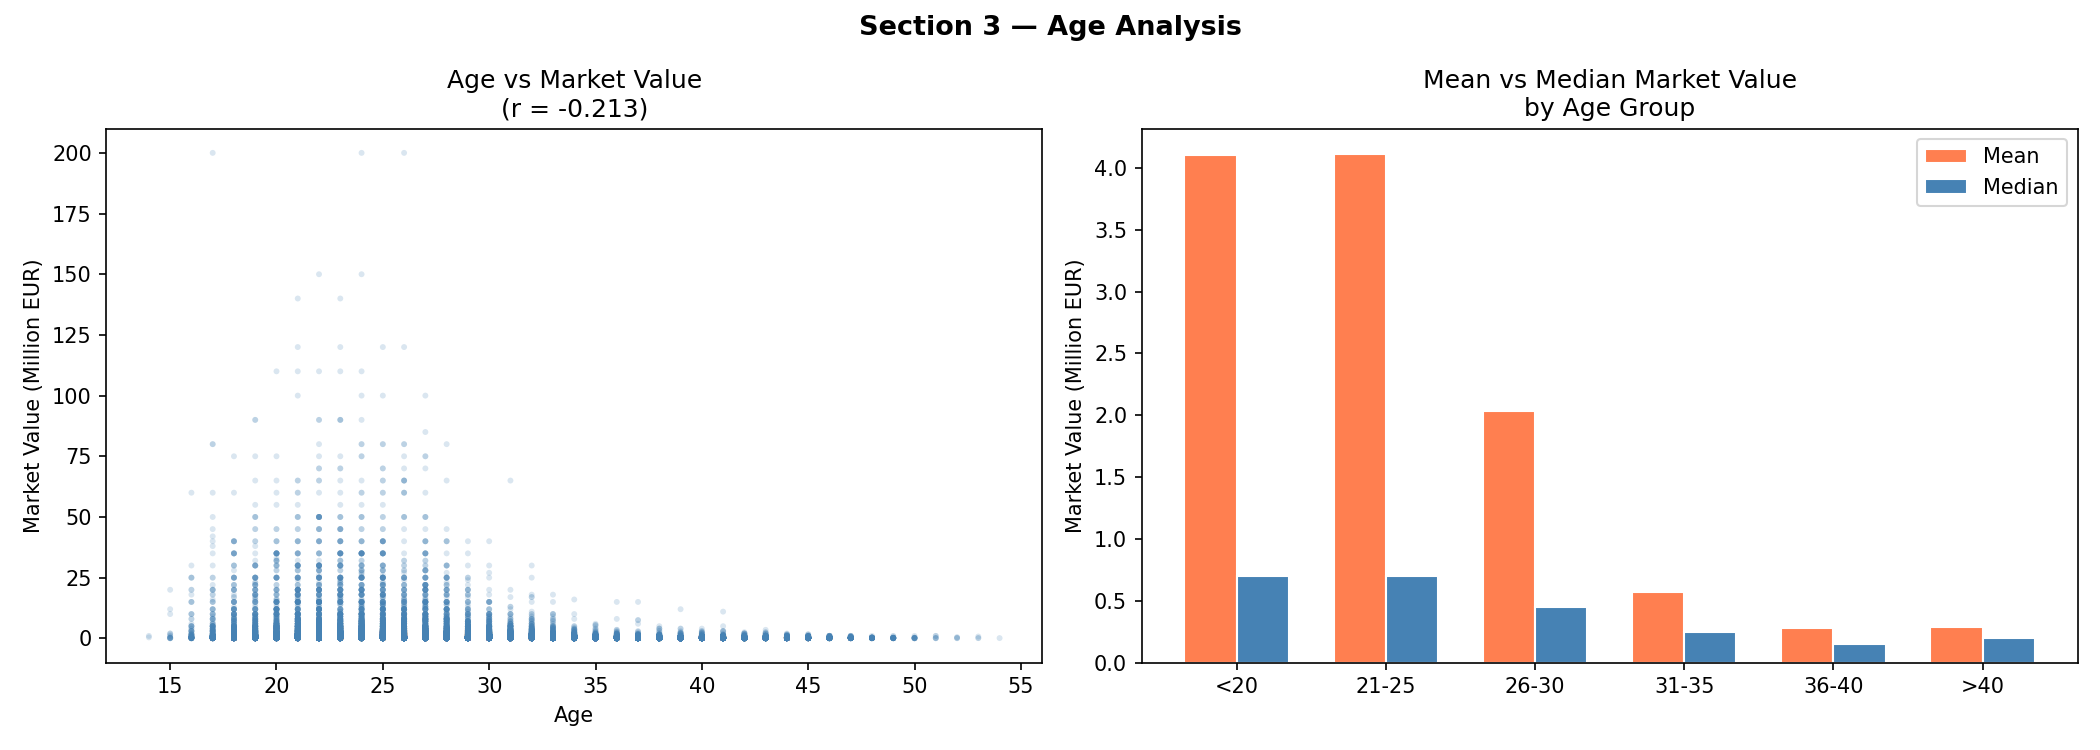 Section 3 — Age Analysis
Age vs Market Value
(r = -0.213)
Market Value (Million EUR)
200
175
150
125
100
75
50
25
0
15 20 25 30 35 40 45 50 55
Age
Mean vs Median Market Value
by Age Group
Mean
Median
Market Value (Million EUR)
4.0
3.5
3.0
2.5
2.0
1.5
1.0
0.5
0.0
<20 21-25 26-30 31-35 36-40 >40